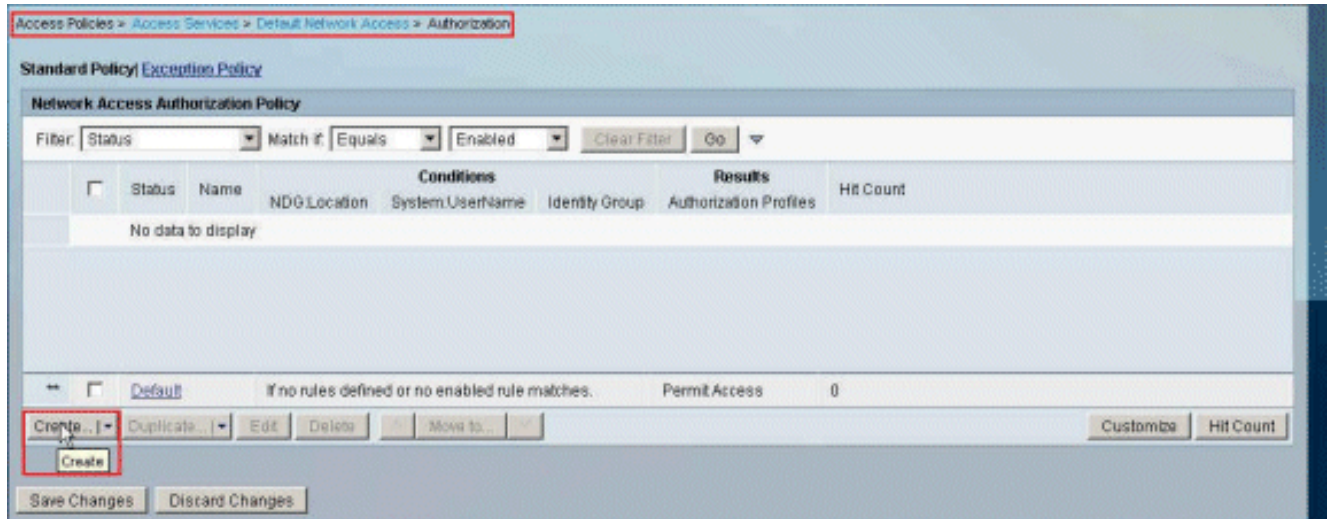 Access Policies > Access Services > Default Network Access > Authorization
Standard Policy| Exception Policy
Network Access Authorization Policy
Filter: Status Match if: Equals Enabled Clear Filter Go
Status Name Conditions Results Hit Count
NDG:Location System:UserName Identity Group Authorization Profiles
No data to display
** Default If no rules defined or no enabled rule matches. Permit Access 0
Create... | Duplicate... | Edit Delete ^ Move to... Customize Hit Count
Create
Save Changes Discard Changes